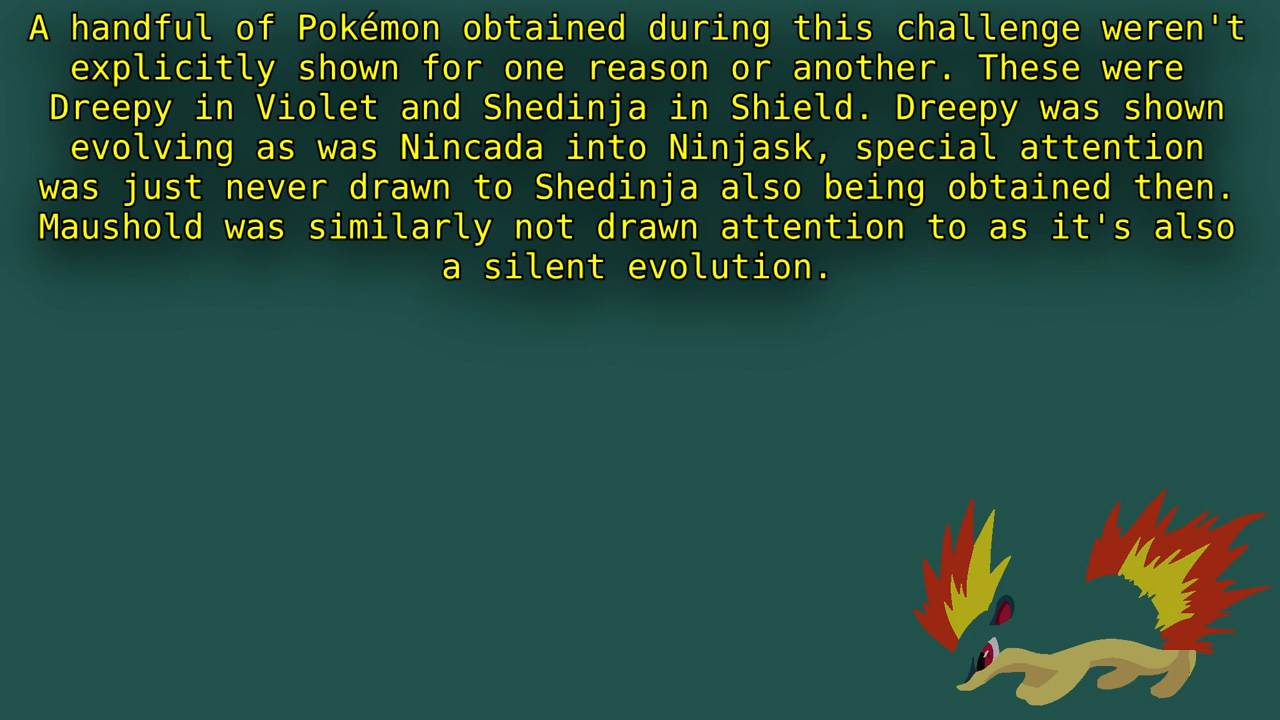 A handful of Pokémon obtained during this challenge weren't
explicitly shown for one reason or another. These were
Dreepy in Violet and Shedinja in Shield. Dreepy was shown
evolving as was Nincada into Ninjask, special attention
was just never drawn to Shedinja also being obtained then.
Maushold was similarly not drawn attention to as it's also
a silent evolution.